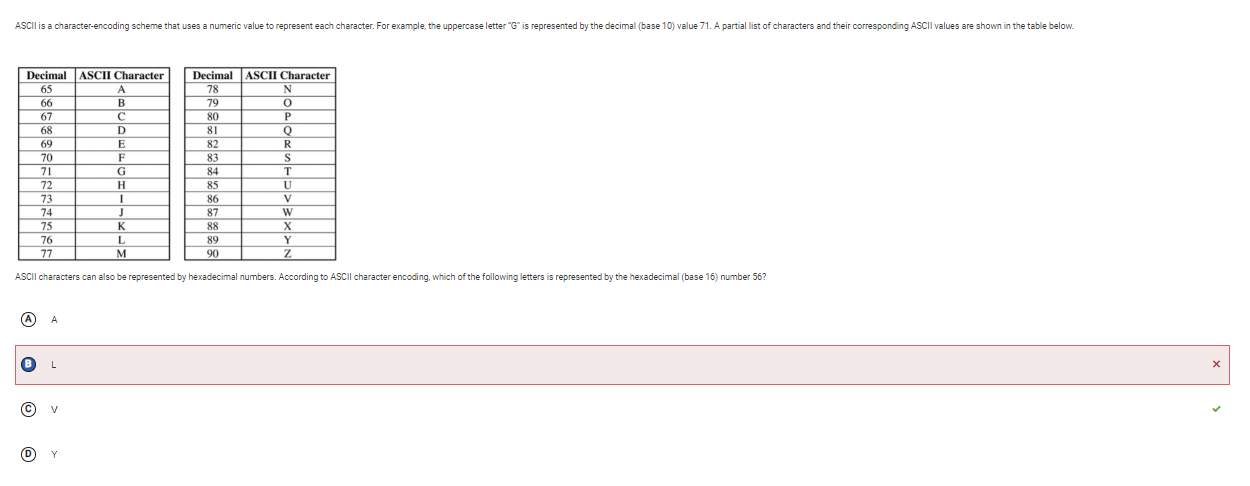 ASCII is a character-encoding scheme that uses a numeric value to represent each character. For example, the uppercase letter "G" is represented by the decimal (base 10) value 71. A partial list of characters and their corresponding ASCII values are shown in the table below.
Decimal ASCII Character Decimal ASCII Character
65 A 78 N
66 B 79 O
67 C 80 P
68 D 81 Q
69 E 82 R
70 F 83 S
71 G 84 T
72 H 85 U
73 I 86 V
74 J 87 W
75 K 88 X
76 L 89 Y
77 M 90 Z
ASCII characters can also be represented by hexadecimal numbers. According to ASCII character encoding, which of the following letters is represented by the hexadecimal (base 16) number 56?
A A
B L
C V
D Y